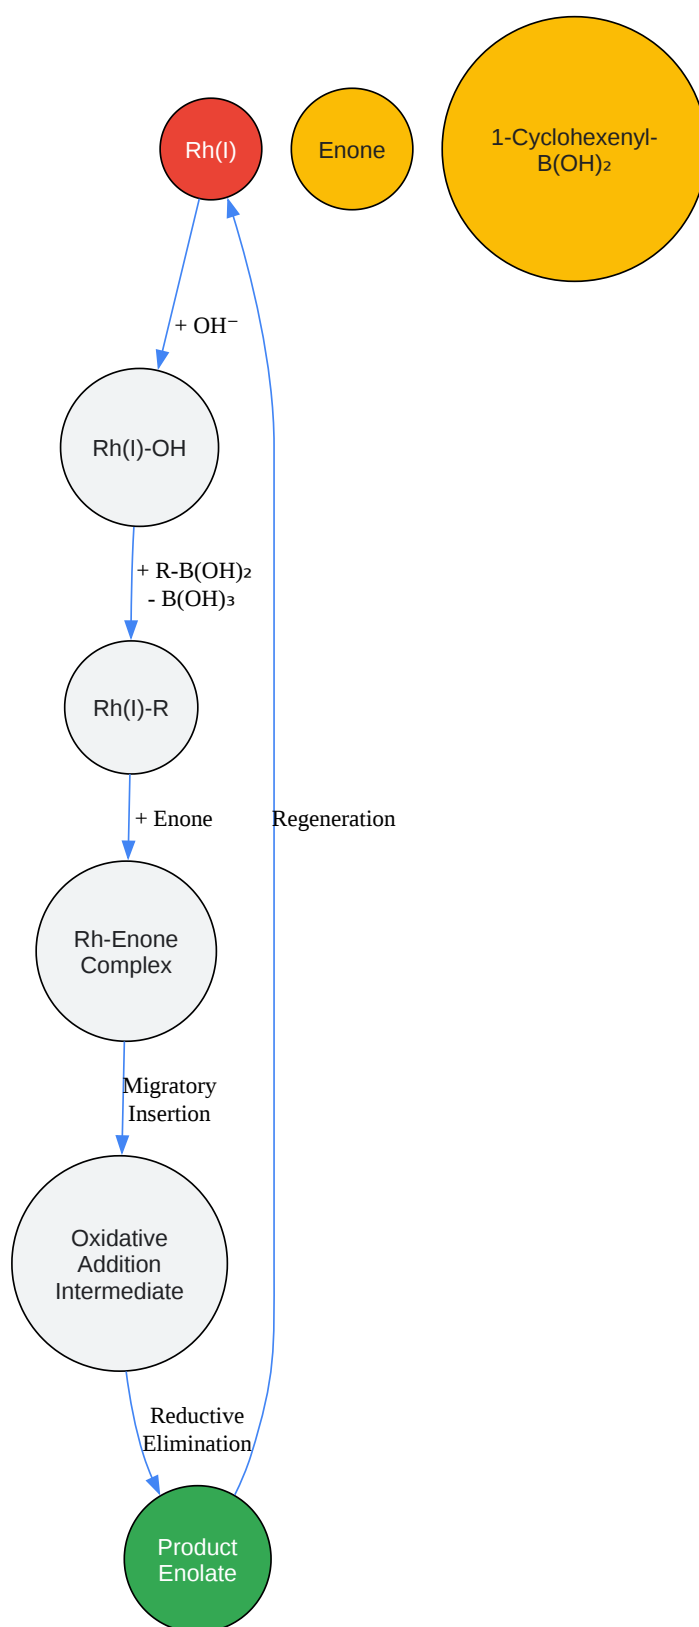 Rh(I)
Enone
1-Cyclohexenyl-
B(OH)₂
+ OH⁻
Rh(I)-OH
+ R-B(OH)₂
- B(OH)₃
Rh(I)-R
+ Enone
Regeneration
Rh-Enone
Complex
Migratory
Insertion
Oxidative
Addition
Intermediate
Reductive
Elimination
Product
Enolate